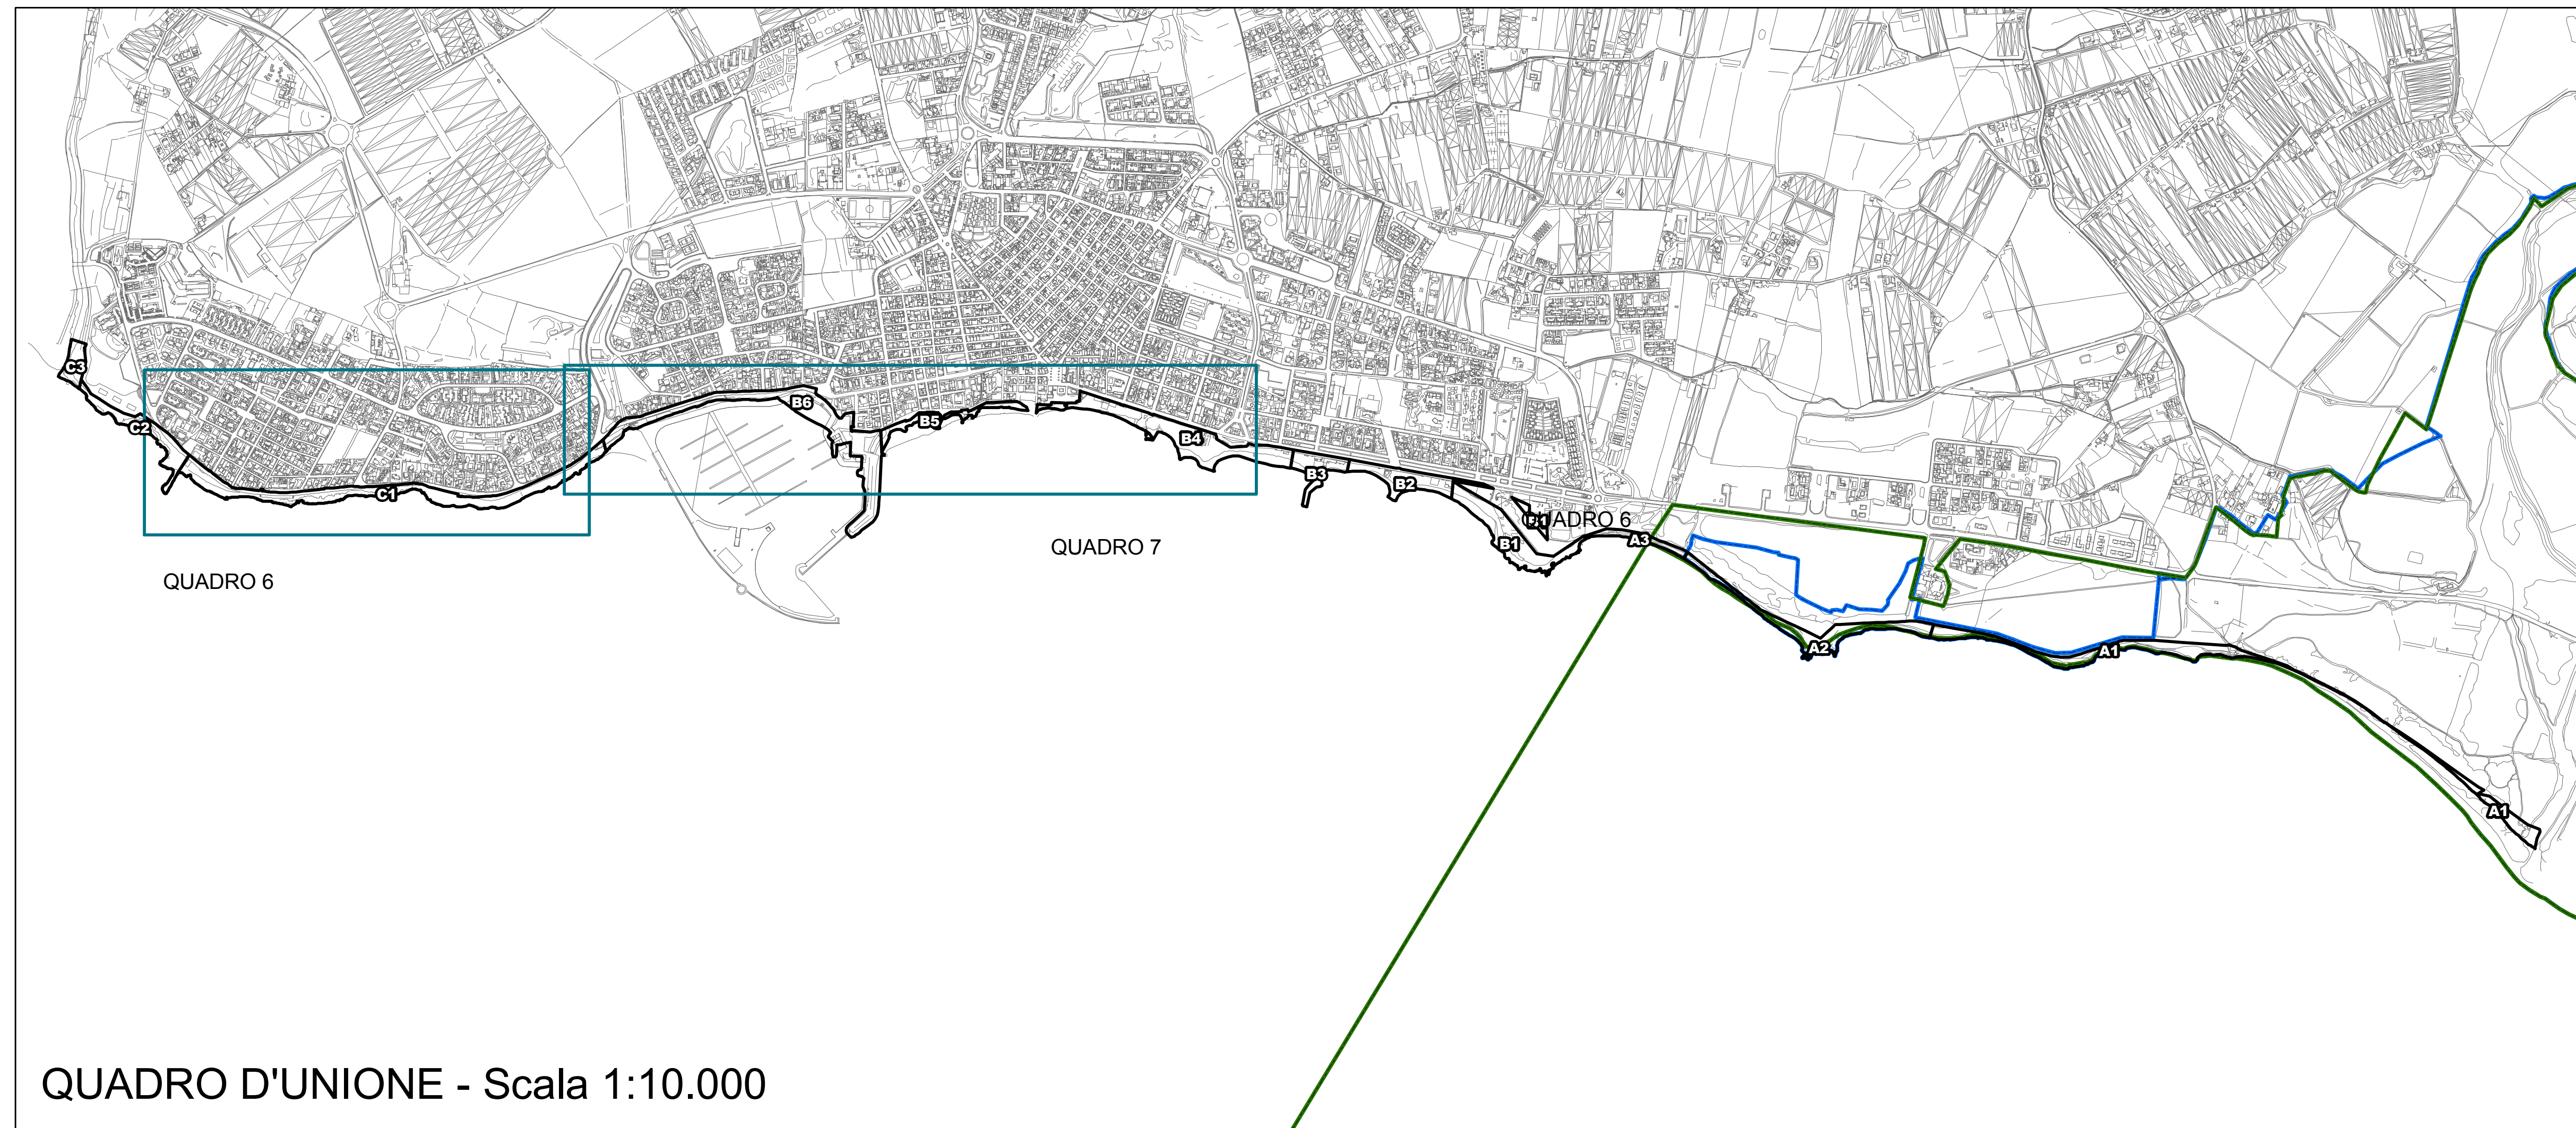 C3
C2
C1
B6
B5
B4
B3
B2
B1
QUADRO 6
A3
A2
A1
A1
QUADRO 7
QUADRO 6
QUADRO D'UNIONE - Scala 1:10.000